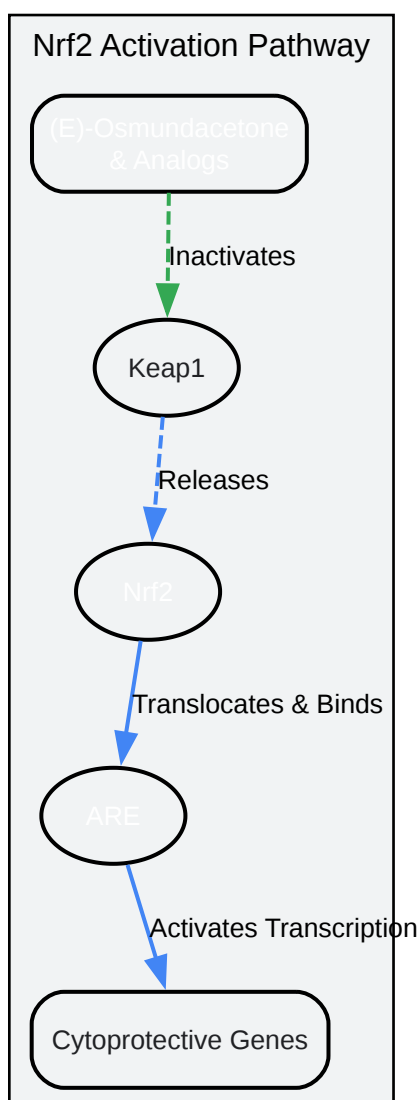 Nrf2 Activation Pathway
(E)-Osmundacetone
& Analogs
Inactivates
Keap1
Releases
Nrf2
Translocates & Binds
ARE
Activates Transcription
Cytoprotective Genes